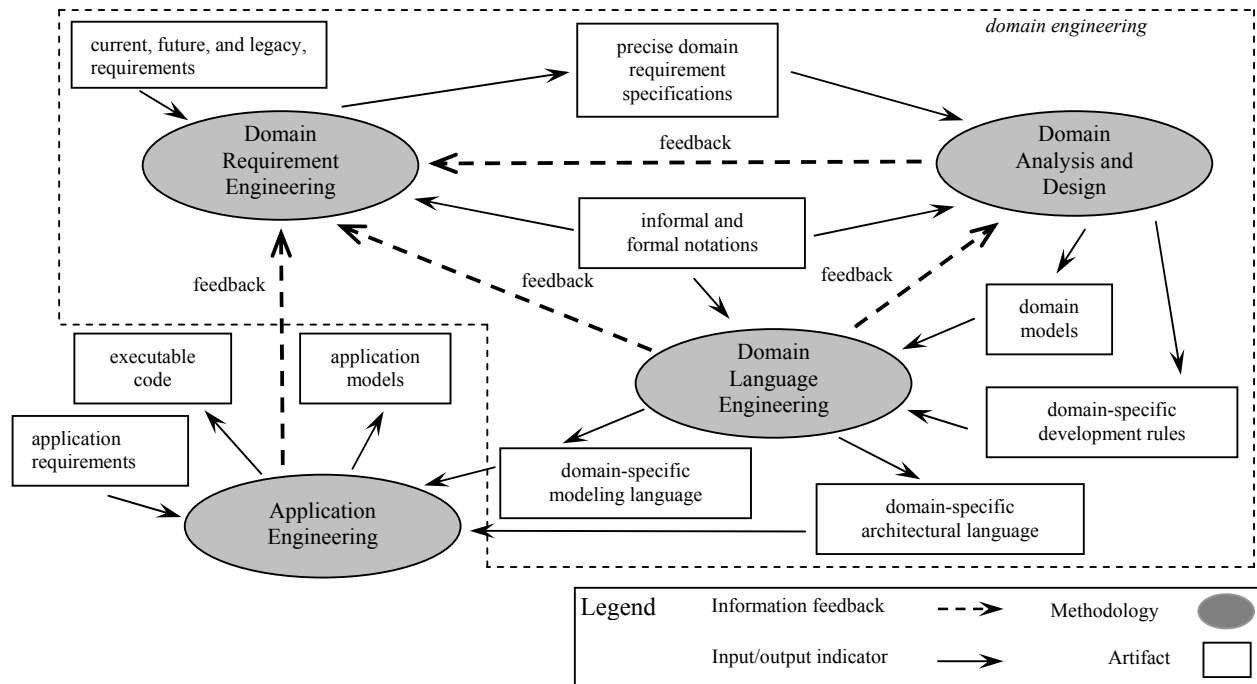 domain engineering
current, future, and legacy,
requirements
precise domain
requirement
specifications
Domain
Requirement
Engineering
feedback
Domain
Analysis and
Design
informal and
formal notations
feedback
feedback
feedback
domain
models
executable
code
application
models
Domain
Language
Engineering
domain-specific
development rules
application
requirements
domain-specific
modeling language
domain-specific
architectural language
Application
Engineering
Legend
Information feedback
Methodology
Input/output indicator
Artifact